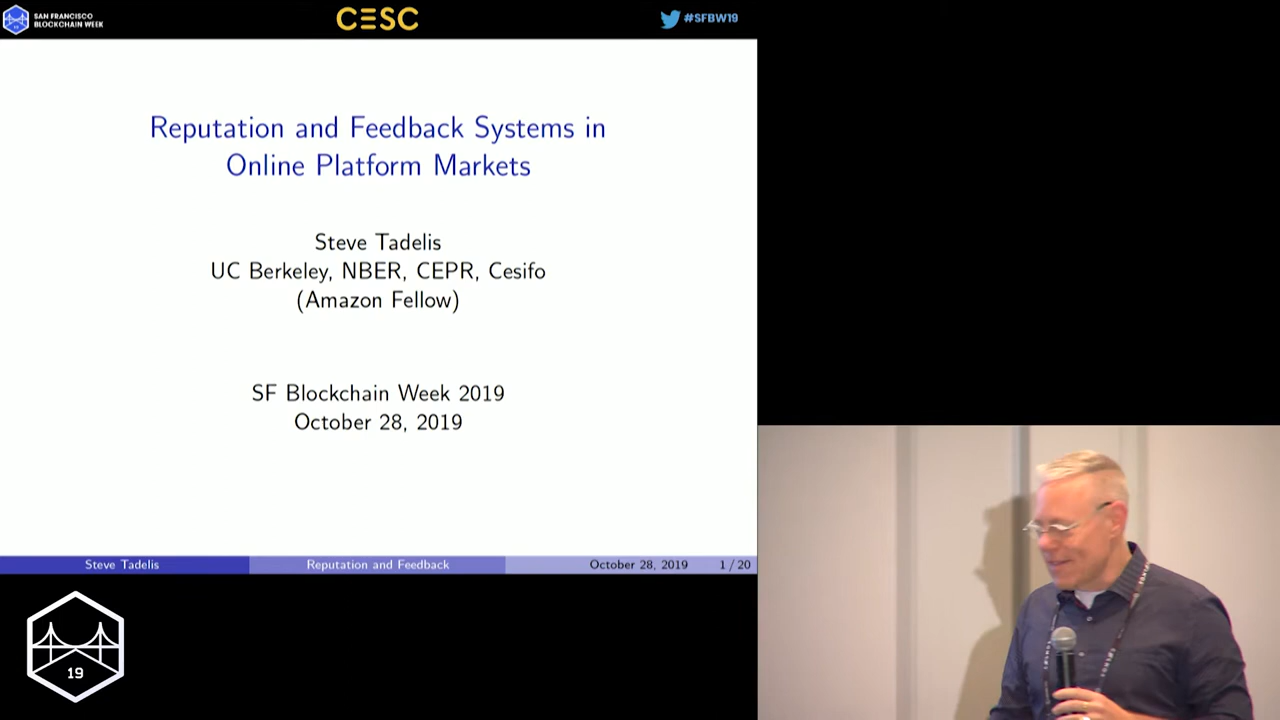 SAN FRANCISCO
BLOCKCHAIN WEEK
CESC
#SFBW19
Reputation and Feedback Systems in
Online Platform Markets
Steve Tadelis
UC Berkeley, NBER, CEPR, Cesifo
(Amazon Fellow)
SF Blockchain Week 2019
October 28, 2019
Steve Tadelis Reputation and Feedback October 28, 2019 1 / 20
19